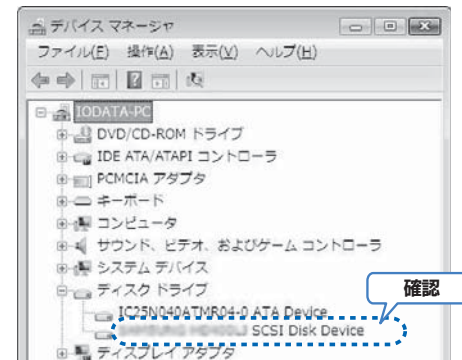 デバイス マネージャ
ファイル(F) 操作(A) 表示(V) ヘルプ(H)
IODATA-PC
DVD/CD-ROM ドライブ
IDE ATA/ATAPI コントローラ
PCMCIA アダプタ
キーボード
コンピュータ
サウンド、ビデオ、およびゲーム コントローラ
システム デバイス
ディスク ドライブ
確認
IC25N040ATMR04-0 ATA Device
SCSI Disk Device
ディスプレイ アダプタ